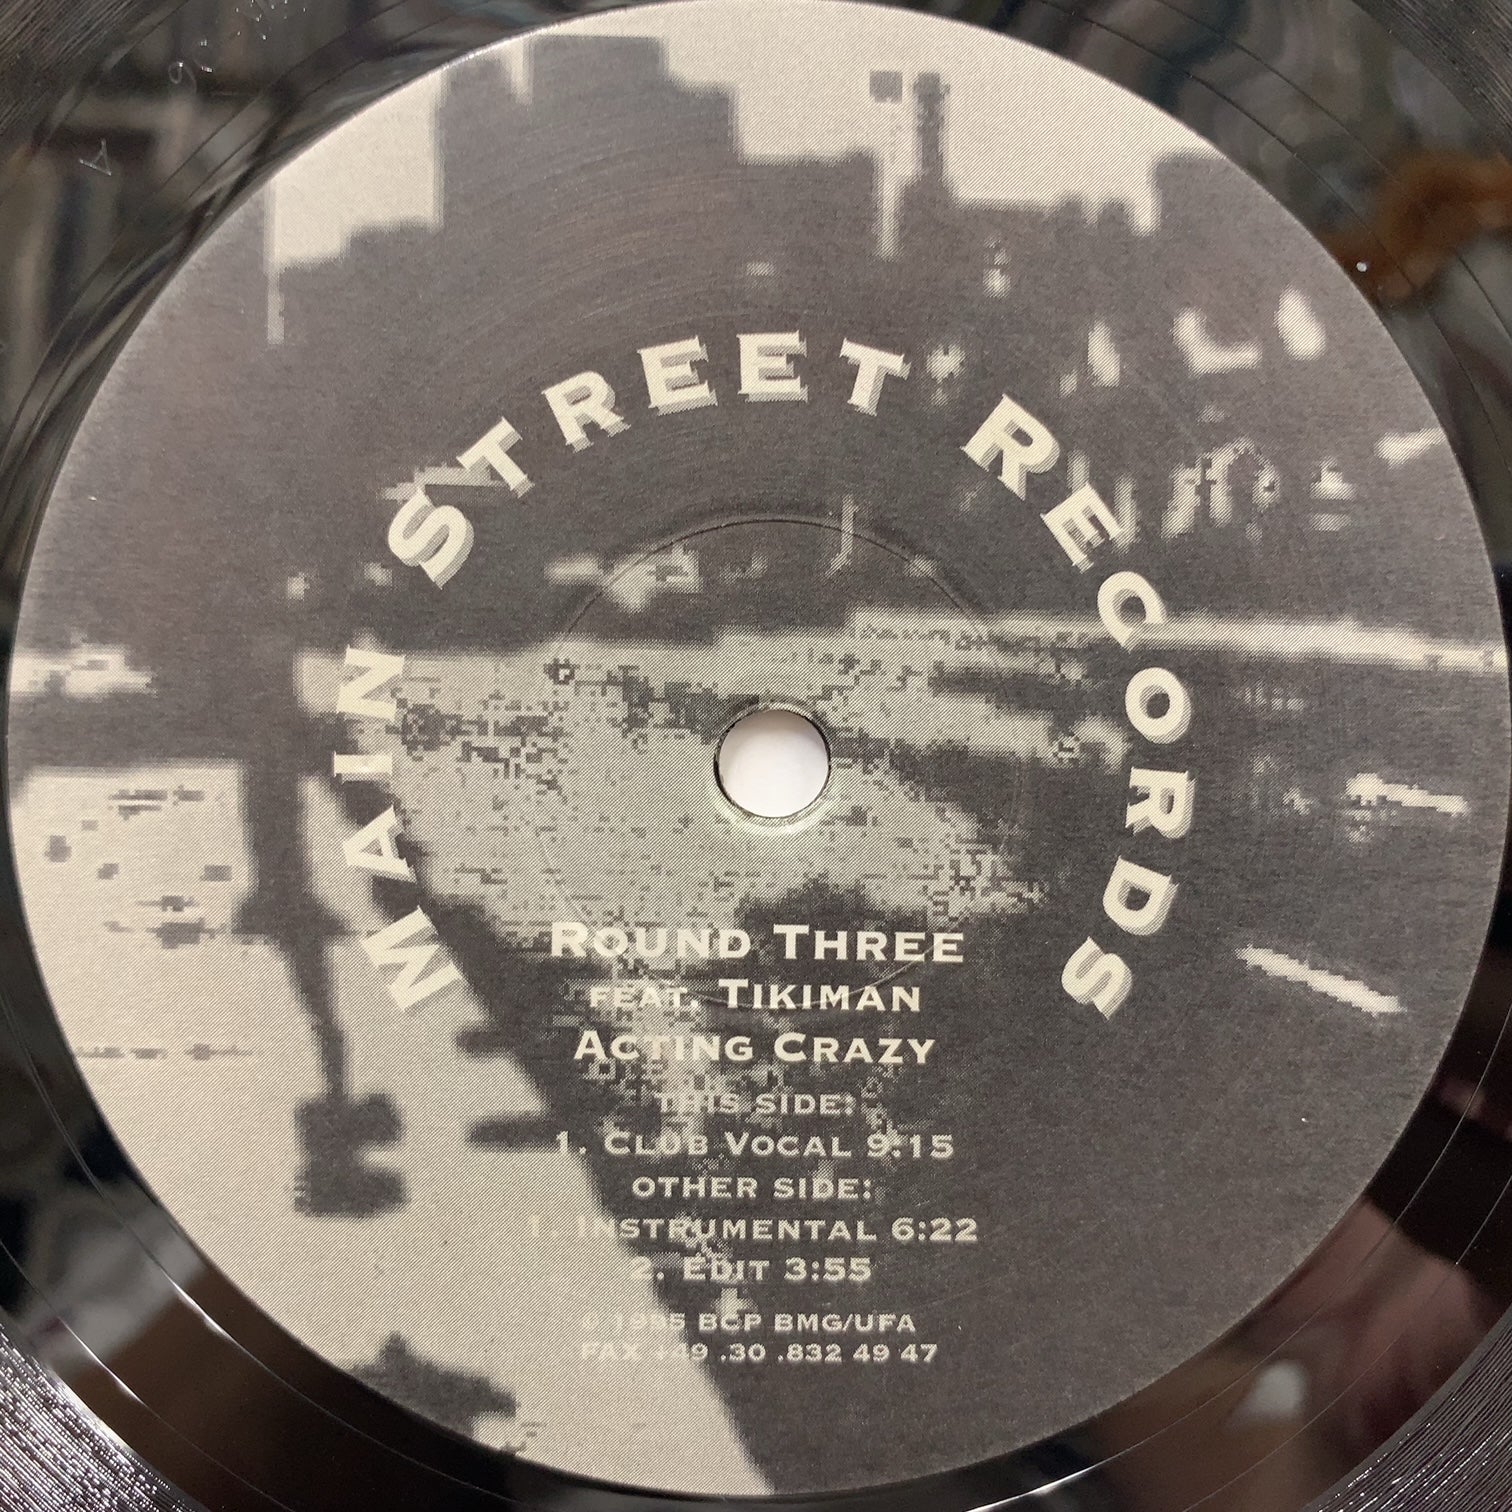 MAIN STREET RECORDS
ROUND THREE
FEAT. TIKIMAN
ACTING CRAZY
THIS SIDE:
1. CLUB VOCAL 9:15
OTHER SIDE:
1. INSTRUMENTAL 6:22
2. EDIT 3:55
© 1995 BCP BMG/UFA
FAX +49 .30 .832 49 47